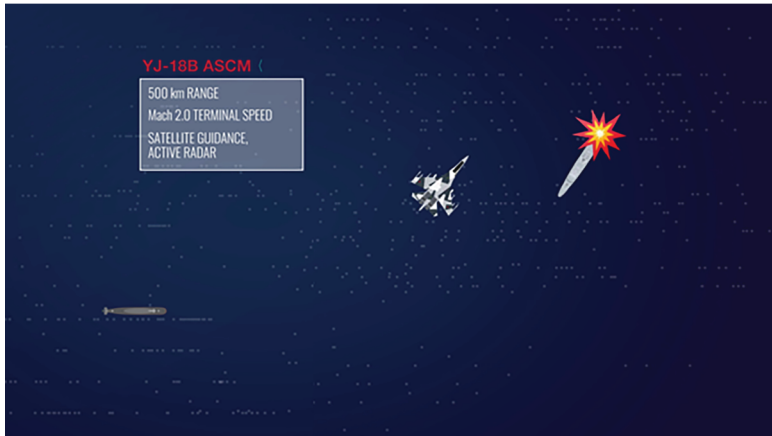 YJ-18B ASCM (
500 km RANGE
Mach 2.0 TERMINAL SPEED
SATELLITE GUIDANCE,
ACTIVE RADAR